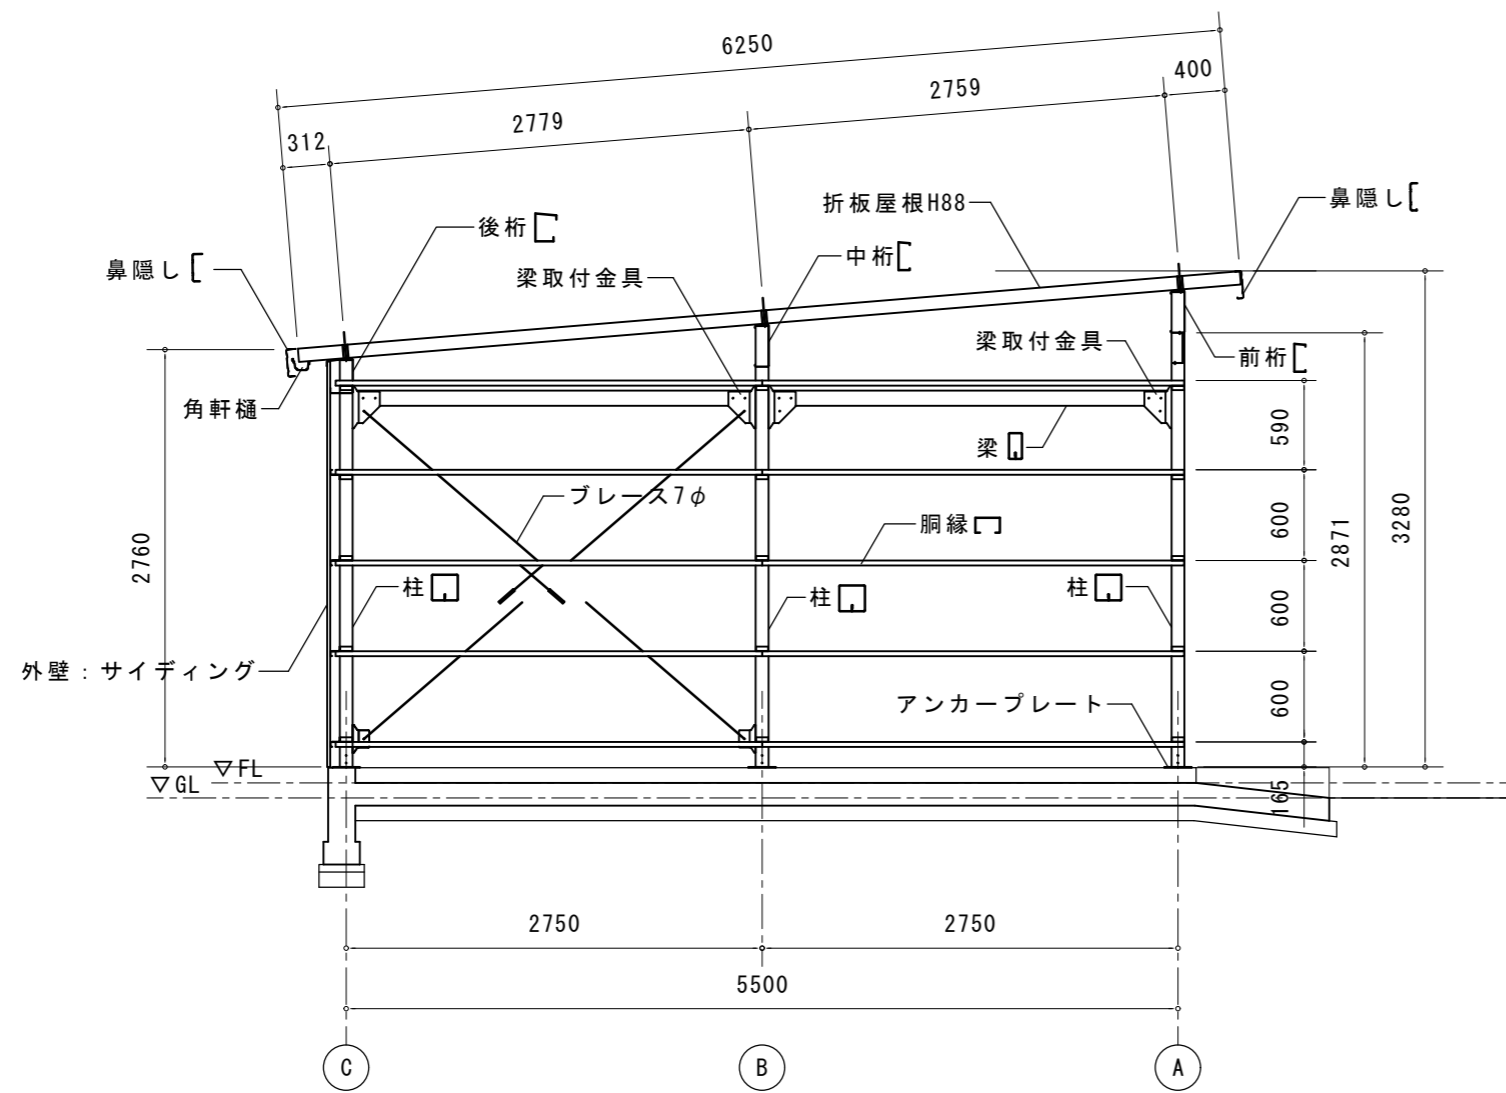 6250
400
2759
2779
312
折板屋根H88
鼻隠し
後桁
中桁
鼻隠し
梁取付金具
梁取付金具
前桁
角軒樋
590
梁
ブレース7φ
600
胴縁
2871
3280
2760
柱
柱
柱
600
外壁：サイディング
600
アンカープレート
▽FL
▽GL
165
2750
2750
5500
C
B
A